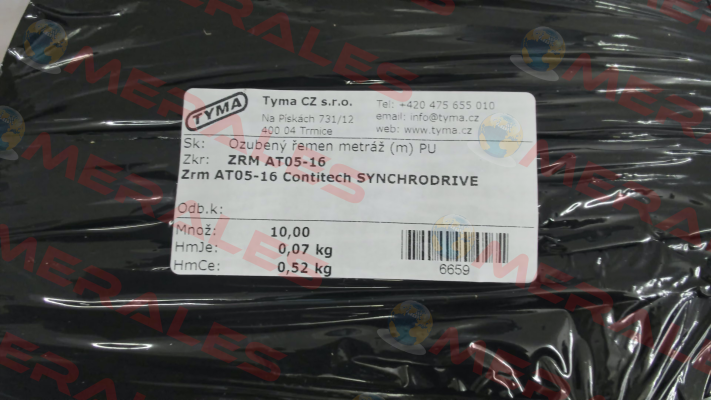 TYMA
Tyma CZ s.r.o.
Na Pískách 731/12
400 04 Trmice
Tel: +420 475 655 010
email: info@tyma.cz
web: www.tyma.cz
Sk: Ozubený řemen metráž (m) PU
Zkr: ZRM AT05-16
Zrm AT05-16 Contitech SYNCHRODRIVE
Odb.k:
Množ: 10,00
HmJe: 0,07 kg
HmCe: 0,52 kg
6659
MERALES